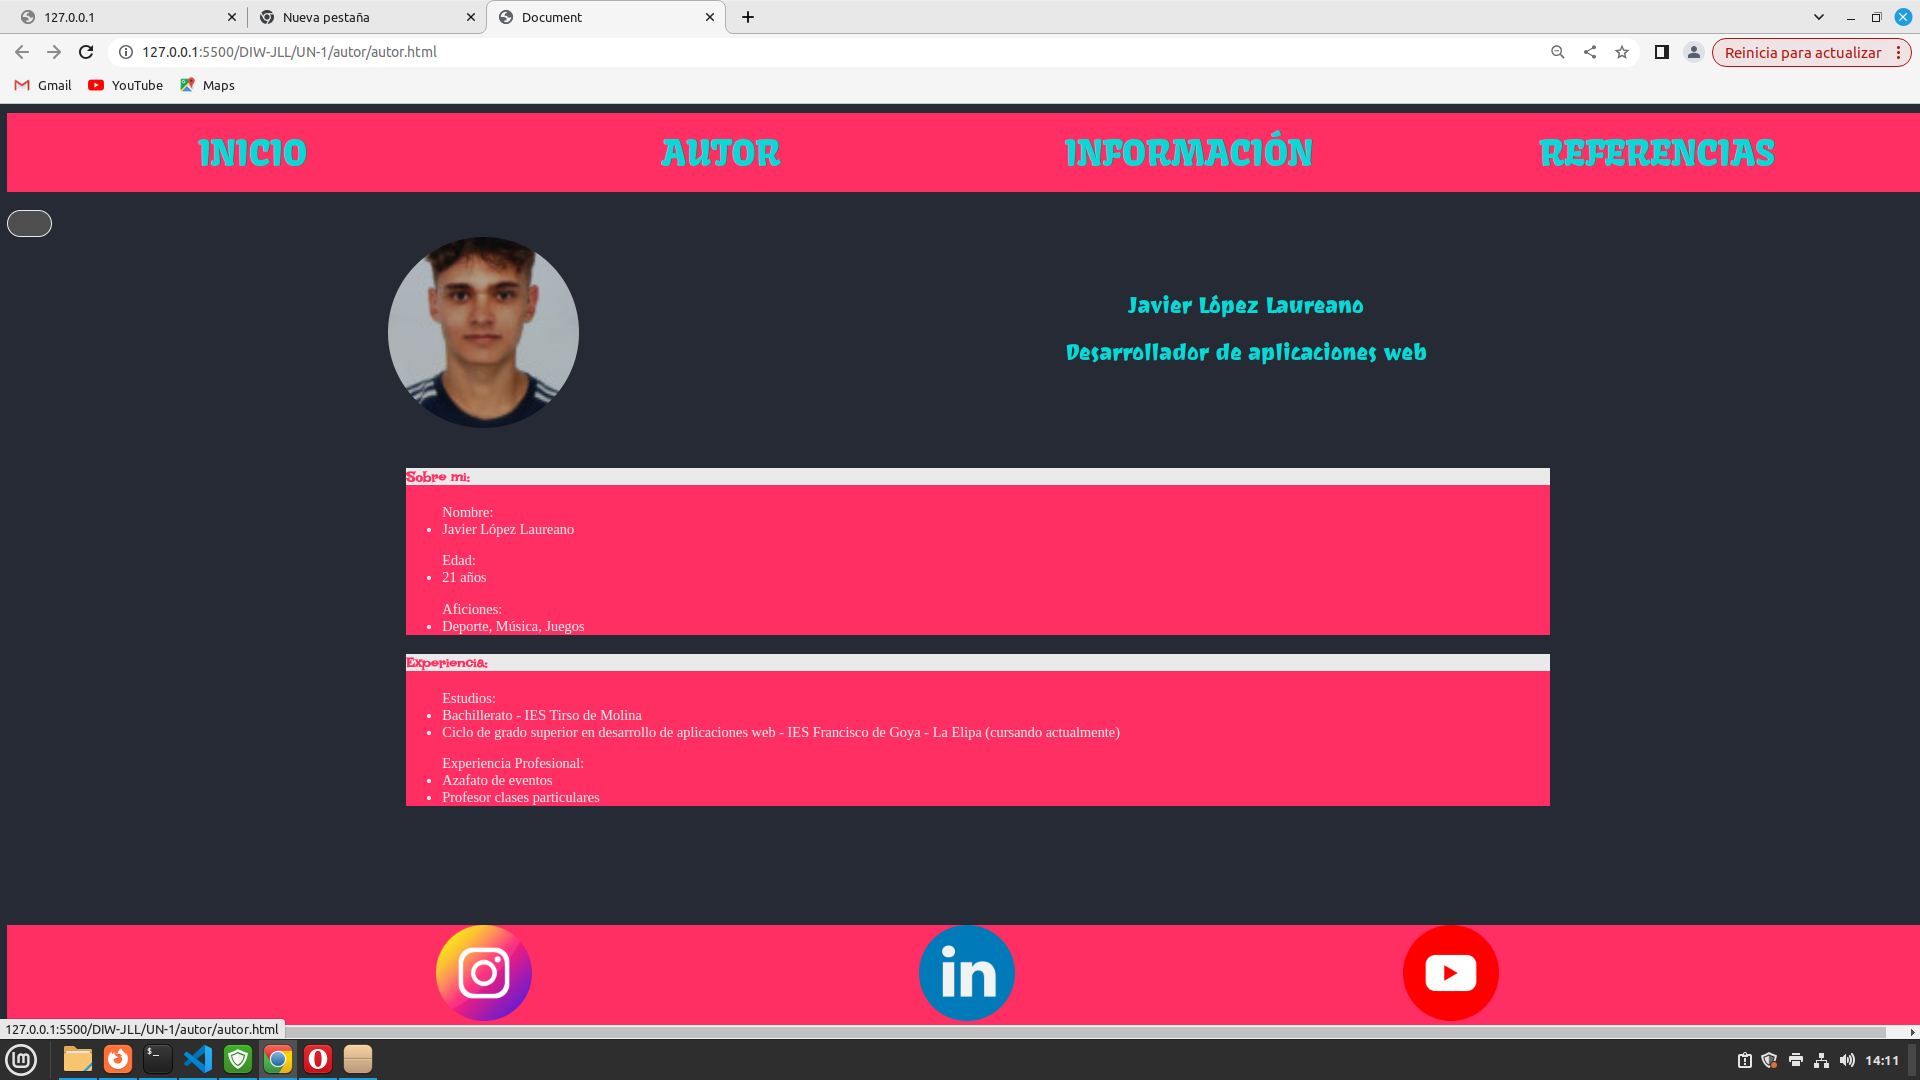 127.0.0.1
Nueva pestaña
Document
127.0.0.1:5500/DIW-JLL/UN-1/autor/autor.html
Reinicia para actualizar
Gmail
YouTube
Maps
INICIO
AUTOR
INFORMACIÓN
REFERENCIAS
Javier López Laureano
Desarrollador de aplicaciones web
Sobre mi:
Nombre:
Javier López Laureano
Edad:
21 años
Aficiones:
Deporte, Música, Juegos
Experiencia:
Estudios:
Bachillerato - IES Tirso de Molina
Ciclo de grado superior en desarrollo de aplicaciones web - IES Francisco de Goya - La Elipa (cursando actualmente)
Experiencia Profesional:
Azafato de eventos
Profesor clases particulares
in
127.0.0.1:5500/DIW-JLL/UN-1/autor/autor.html
$_
14:11